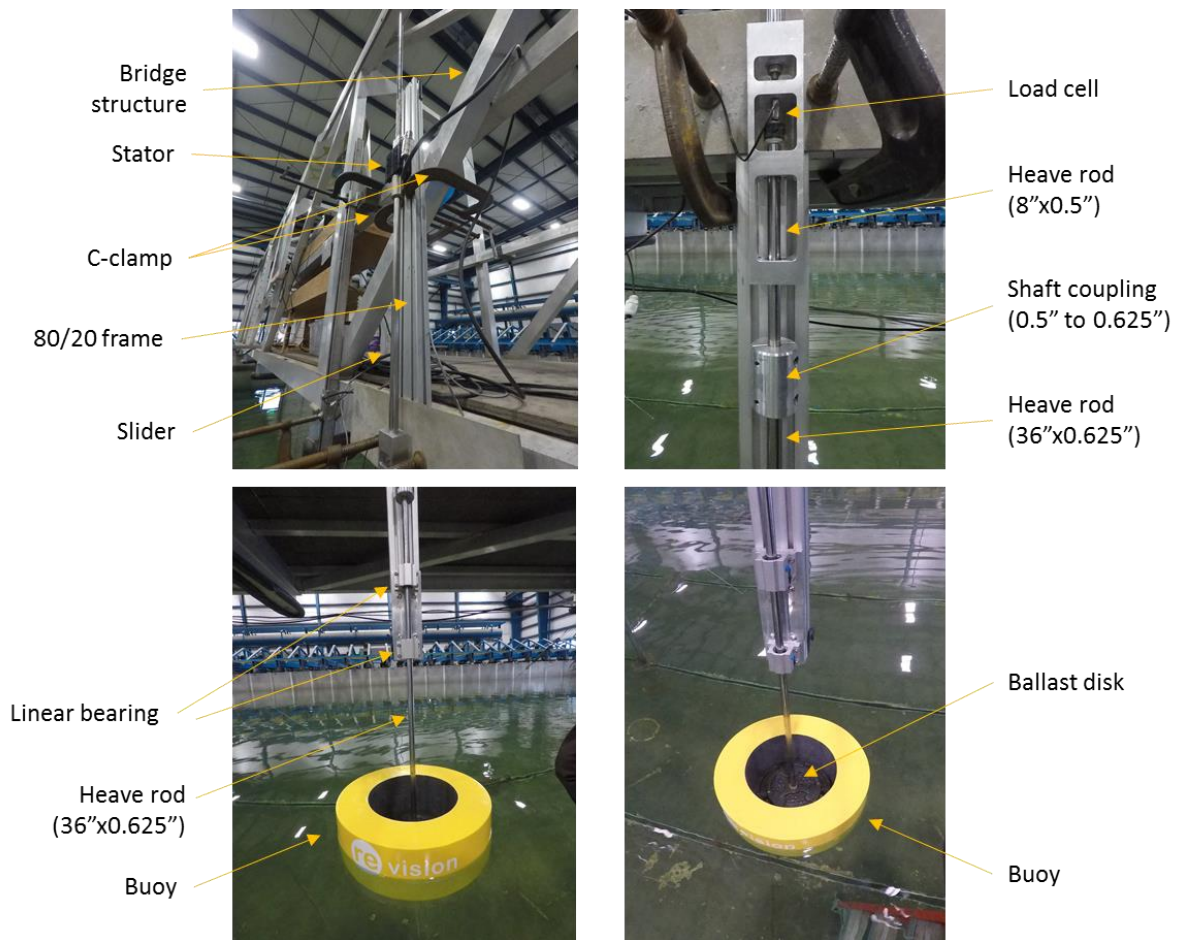 Bridge
structure
Stator
C-clamp
80/20 frame
Slider
Load cell
Heave rod
(8”x0.5”)
Shaft coupling
(0.5” to 0.625”)
Heave rod
(36”x0.625”)
Linear bearing
Heave rod
(36”x0.625”)
Buoy
re vision
Ballast disk
Buoy
vision